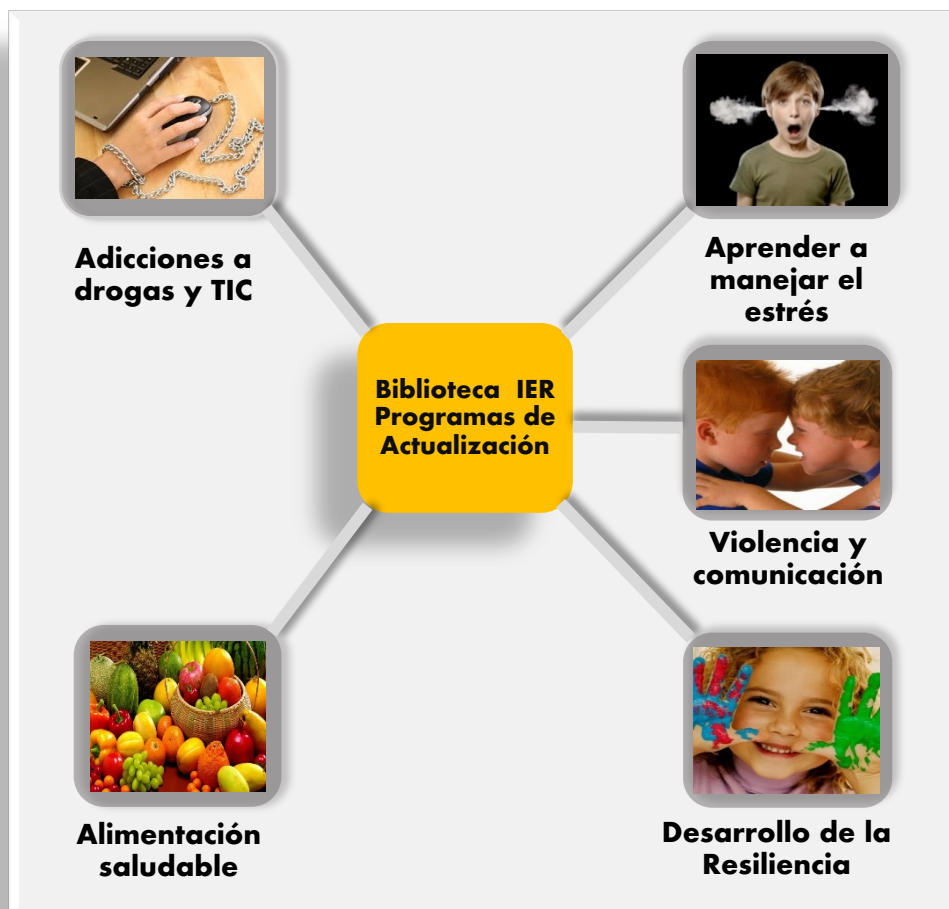 Adicciones a
drogas y TIC
Aprender a
manejar el
estrés
Biblioteca IER
Programas de
Actualización
Violencia y
comunicación
Alimentación
saludable
Desarrollo de la
Resiliencia